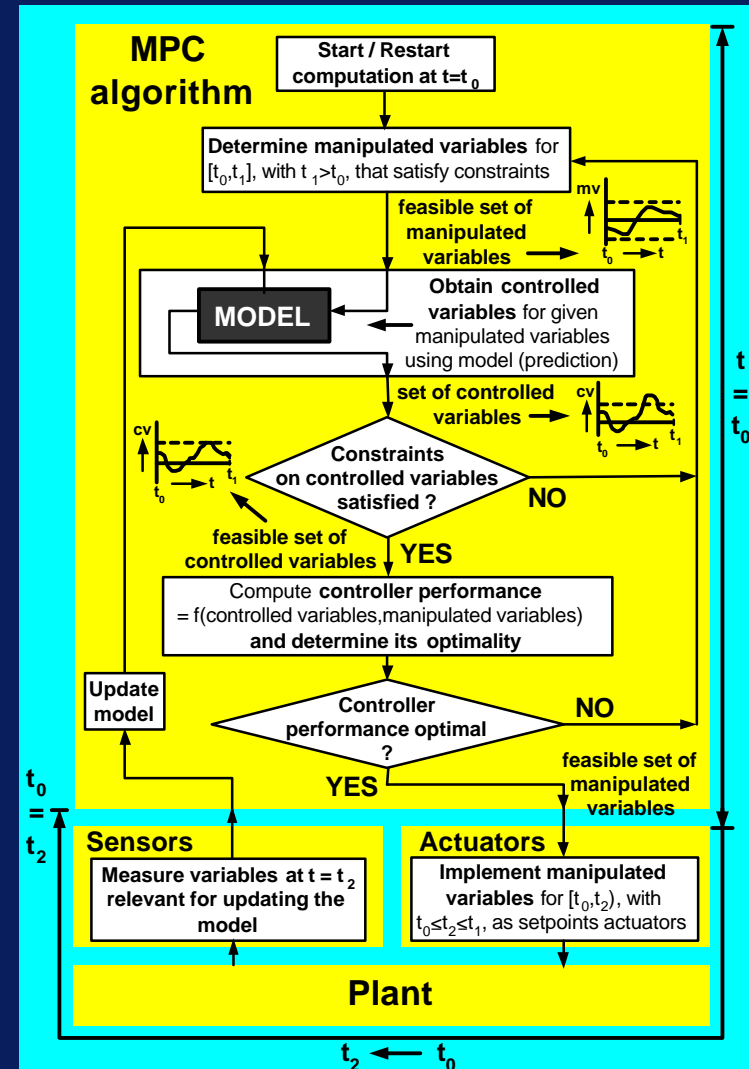 MPC
algorithm
Start / Restart
computation at t=t₀
Determine manipulated variables for
[t₀,t₁], with t₁>t₀, that satisfy constraints
feasible set of
manipulated
variables
mv
t₁
t₀ t
MODEL
Obtain controlled
variables for given
manipulated variables
using model (prediction)
set of controlled
variables
cv
t₁
t₀ t
cv
t₁
t₀ t
Constraints
on controlled variables
satisfied ?
NO
YES
feasible set of
controlled variables
Compute controller performance
= f(controlled variables,manipulated variables)
and determine its optimality
Update
model
Controller
performance optimal
?
NO
YES
feasible set of
manipulated
variables
t
=
t₀
t₀
=
t₂
Sensors
Measure variables at t = t₂
relevant for updating the
model
Actuators
Implement manipulated
variables for [t₀,t₂), with
t₀≤t₂≤t₁, as setpoints actuators
Plant
t₂ t₀